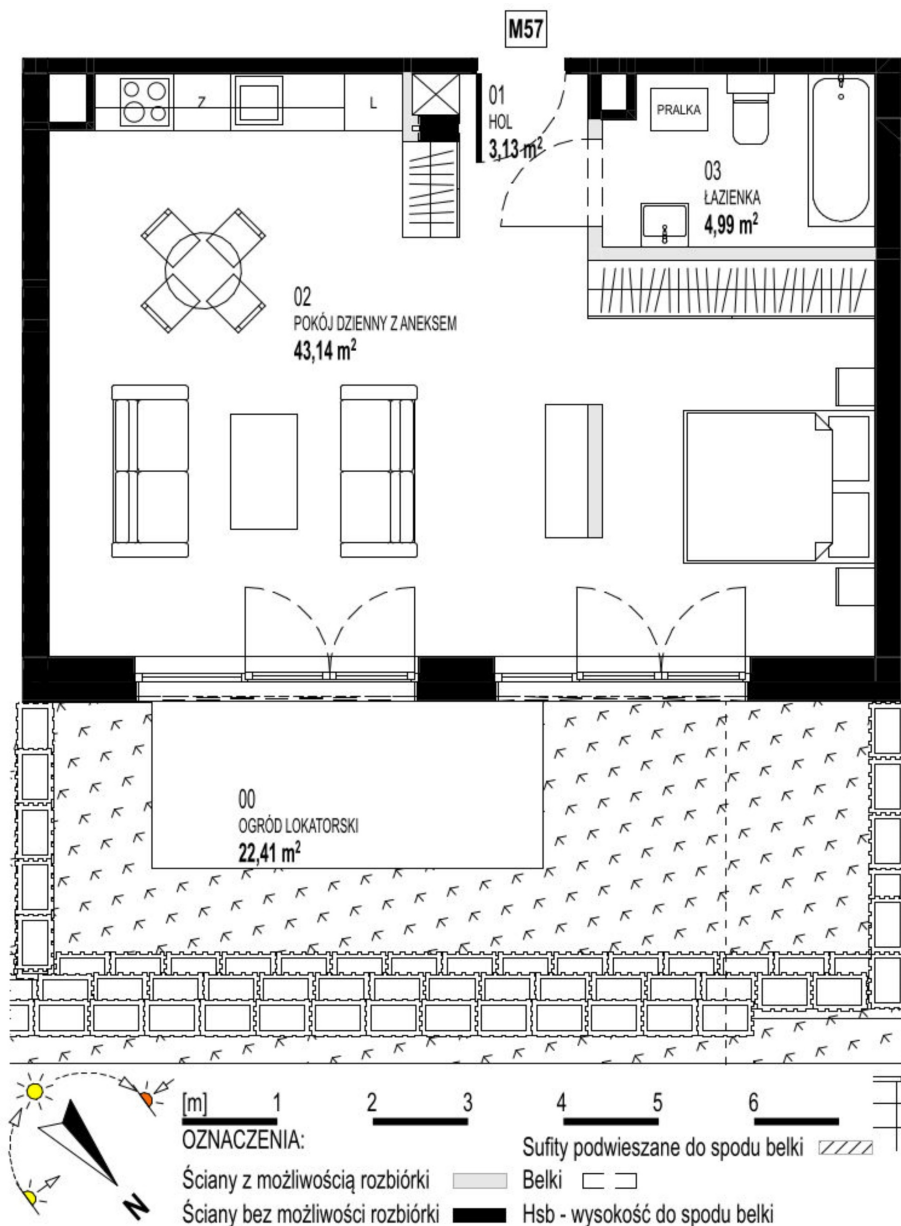 M57
Z
L
01
HOL
3,13 m²
PRALKA
03
ŁAZIENKA
4,99 m²
02
POKÓJ DZIENNY Z ANEKSEM
43,14 m²
00
OGRÓD LOKATORSKI
22,41 m²
[m] 1 2 3 4 5 6
N
OZNACZENIA:
Sufity podwieszane do spodu belki
Ściany z możliwością rozbiórki
Belki
Ściany bez możliwości rozbiórki
Hsb - wysokość do spodu belki